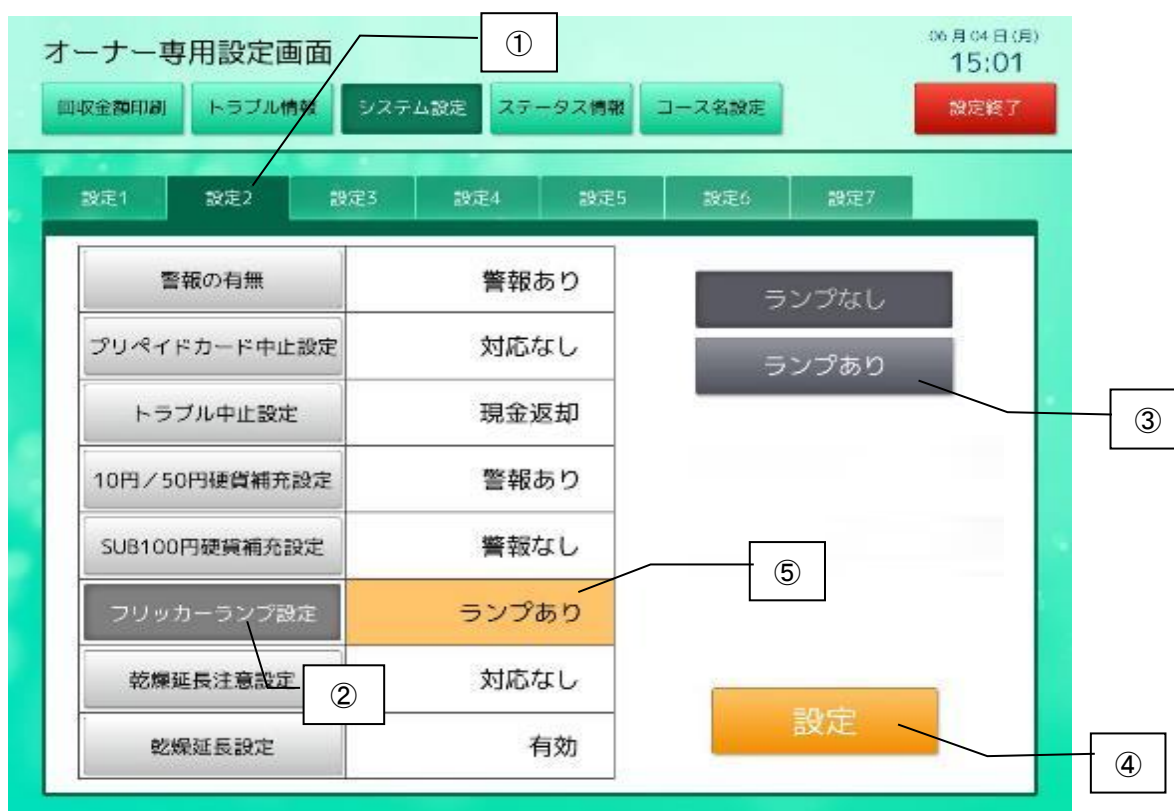 ①
オーナー専用設定画面
06月04日(月)
15:01
回収金額印刷 トラブル情報 システム設定 ステータス情報 コース名設定 設定終了
設定1 設定2 設定3 設定4 設定5 設定6 設定7
警報の有無 警報あり
ランプなし
プリペイドカード中止設定 対応なし
ランプあり
トラブル中止設定 現金返却
③
10円/50円硬貨補充設定 警報あり
SUB100円硬貨補充設定 警報なし
⑤
フリッカーランプ設定 ランプあり
乾燥延長注意設定 対応なし
②
設定
乾燥延長設定 有効
④